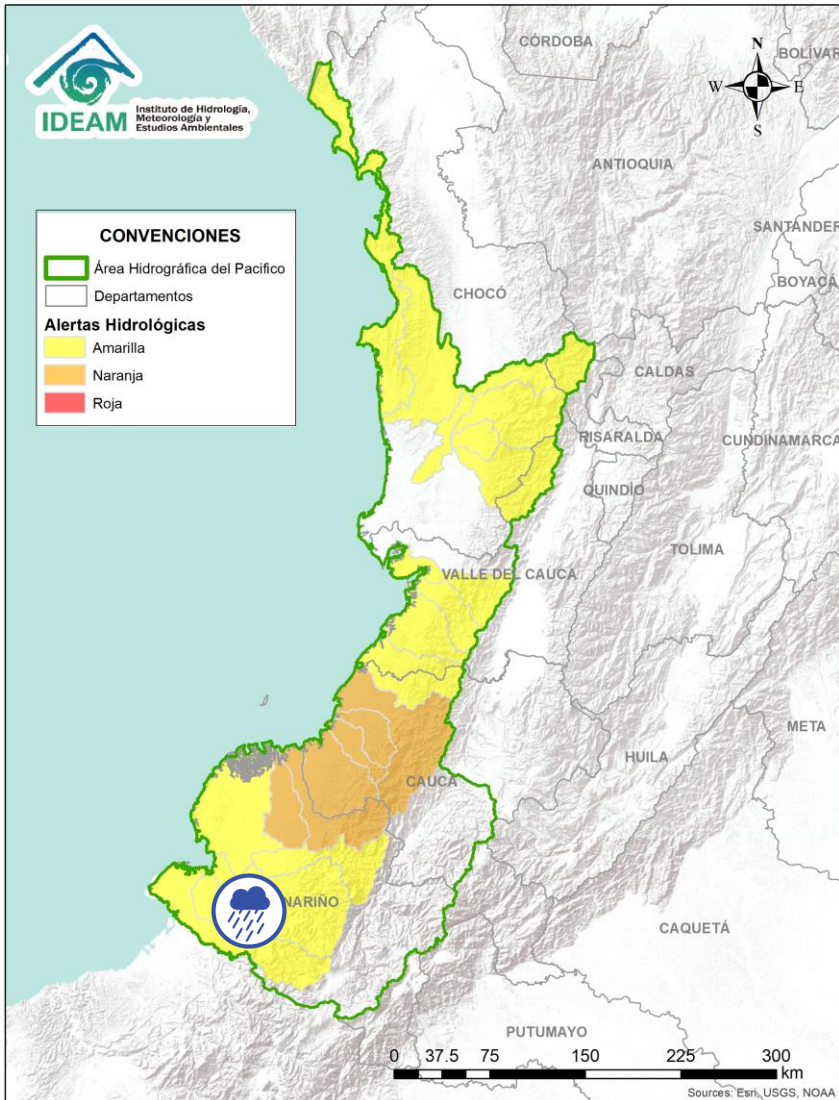 IDEAM
Instituto de Hidrología,
Meteorología y
Estudios Ambientales
CONVENCIONES
Área Hidrográfica del Pacifico
Departamentos
Alertas Hidrológicas
Amarilla
Naranja
Roja
N
W E
S
CÓRDOBA
BOLÍVAR
ANTIOQUIA
SANTANDER
BOYACÁ
CHOCÓ
CALDAS
RISARALDA
CUNDINAMARCA
QUINDÍO
TOLIMA
VALLE DEL CAUCA
META
HUILA
CAUCA
NARIÑO
CAQUETÁ
PUTUMAYO
0 37.5 75 150 225 300
km
Sources: Esri, USGS, NOAA